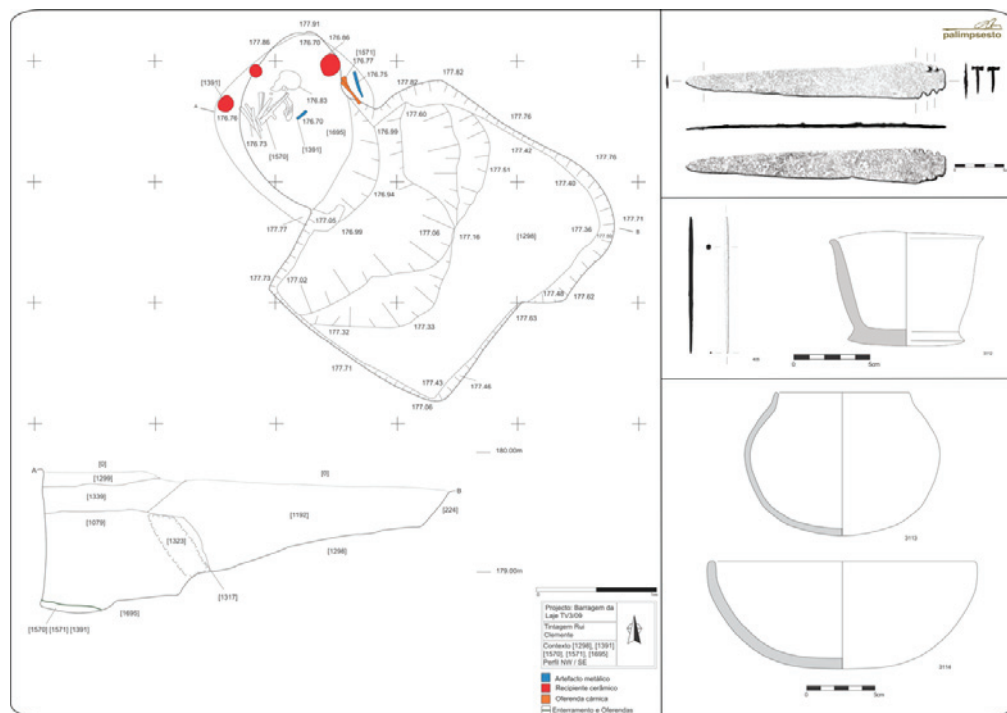 177.91
177.86
176.70
176.86
[1571]
176.77
176.75
177.82
177.82
[1391]
A
176.76
176.83
176.70
177.60
177.76
176.73
[1695]
176.99
177.42
177.76
[1570]
[1391]
177.51
177.40
176.94
177.71
177.77
177.05
176.99
177.06
177.16
[1298]
177.36
B
177.73
177.02
177.48
177.62
177.32
177.33
177.63
177.71
177.43
177.46
177.06
180.00m
A
[0]
[0]
[1299]
[1339]
B
[1079]
[1192]
[224]
[1323]
[1298]
179.00m
[1317]
[1695]
[1570] [1571] [1391]
0
Projecto: Barragem da
Laje TV3/09
Tintagem Rui
Clemente
Contexto [1298], [1391]
[1570], [1571], [1695]
Perfil NW / SE
Artefacto metálico
Recipiente cerâmico
Oferenda cárnica
Enterramento e Oferendas
palimpsesto
0
0
5cm
3112
3113
3114
0
5cm